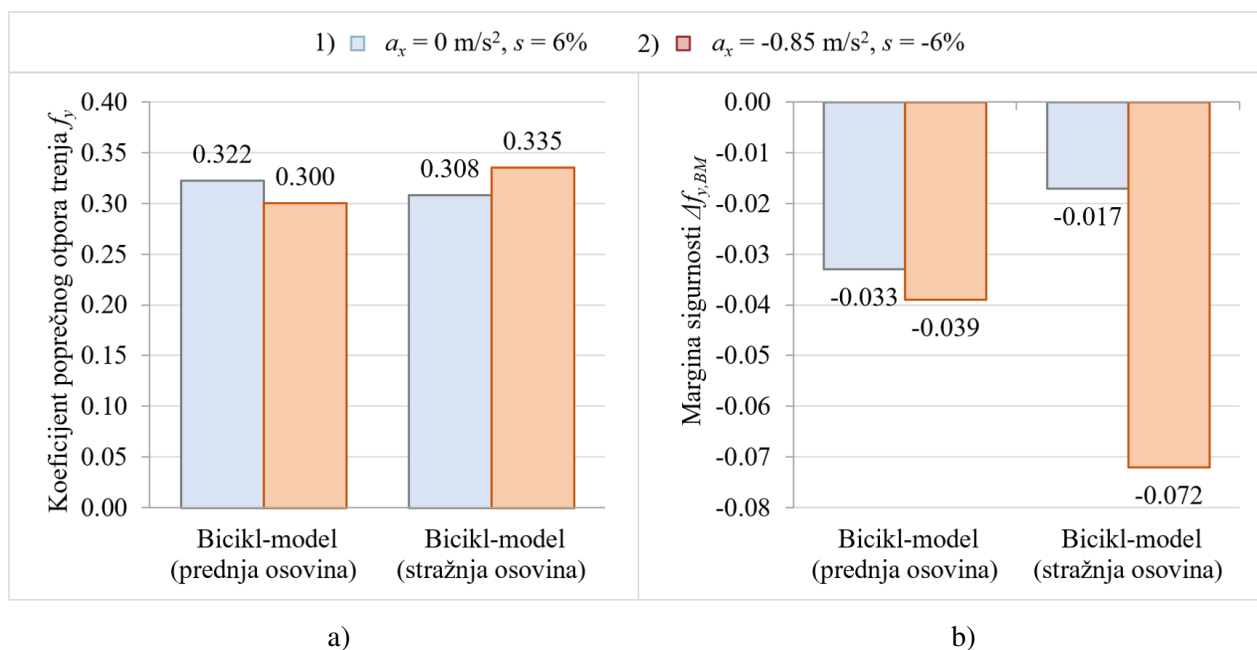 1) aₓ = 0 m/s², s = 6% 2) aₓ = -0.85 m/s², s = -6%
Koeficijent poprečnog otpora trenja f_y
0.40
0.35
0.30
0.25
0.20
0.15
0.10
0.05
0.00
0.322
0.300
0.308
0.335
Bicikl-model
(prednja osovina)
Bicikl-model
(stražnja osovina)
a)
Margina sigurnosti Δf_y,BM
0.00
-0.01
-0.02
-0.03
-0.04
-0.05
-0.06
-0.07
-0.08
-0.033
-0.039
-0.017
-0.072
Bicikl-model
(prednja osovina)
Bicikl-model
(stražnja osovina)
b)